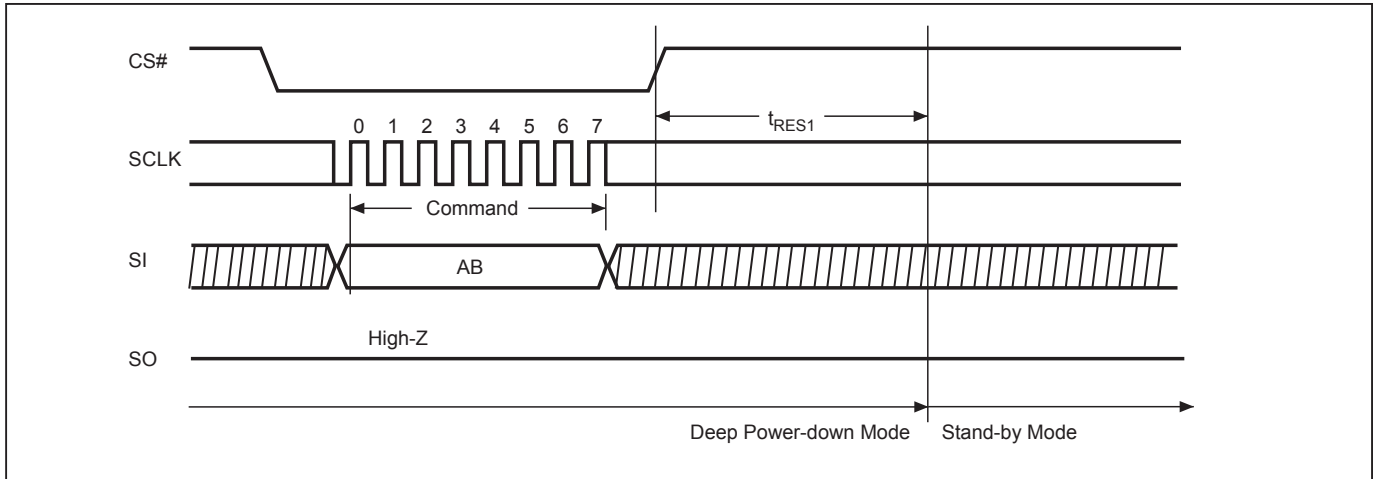 CS#
tRES1
0 1 2 3 4 5 6 7
SCLK
Command
SI
AB
High-Z
SO
Deep Power-down Mode Stand-by Mode